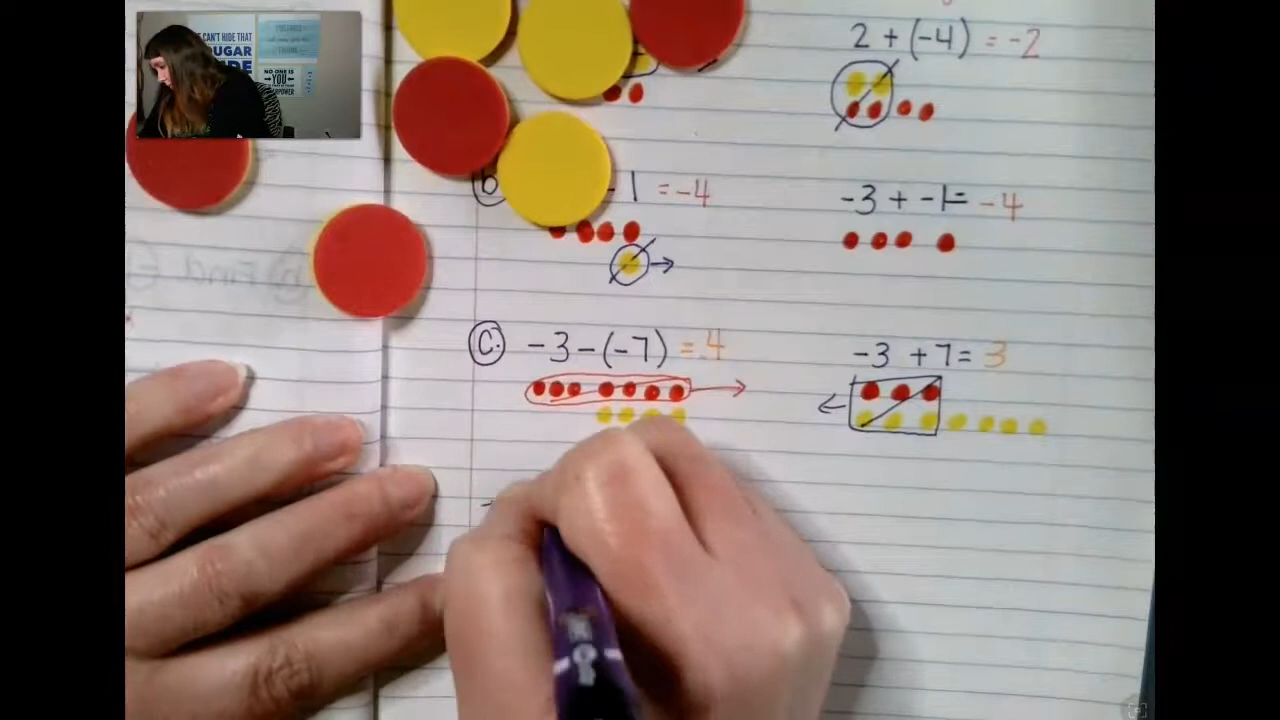 E CAN'T HIDE THAT
UGAR
DE
NO ONE IS
YOU
POWER
2 + (-4) = -2
b
- 1 = -4
-3 + -1= -4
c. -3-(-7) = 4
-3 +7= 3